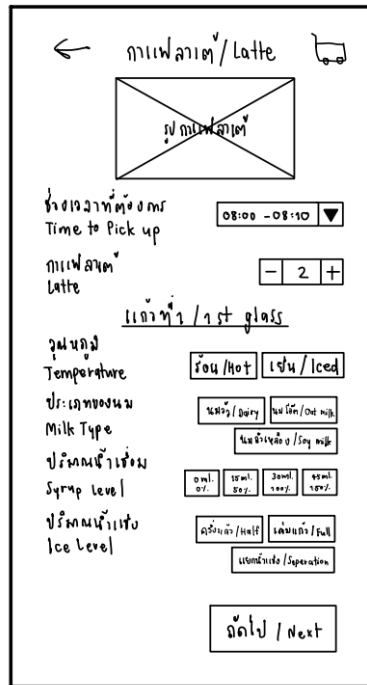 กาแฟลาเต้/Latte
รูปกาแฟลาเต้
ช่วงเวลาที่ต้องการ
Time to Pick up
08:00 - 08:10
กาแฟลาเต้
Latte
- 2 +
แก้วที่1/1st glass
อุณหภูมิ
Temperature
ร้อน/Hot เย็น/Iced
ประเภทของนม
Milk Type
นมวัว/Dairy นมโอ๊ต/Oat milk
นมถั่วเหลือง/Soy milk
ปริมาณน้ำเชื่อม
Syrup level
0ml. 15ml. 30ml. 45ml.
0% 50% 100% 150%
ปริมาณน้ำแข็ง
Ice Level
ครึ่งแก้ว/Half เต็มแก้ว/Full
แยกน้ำแข็ง/Seperation
ถัดไป / Next